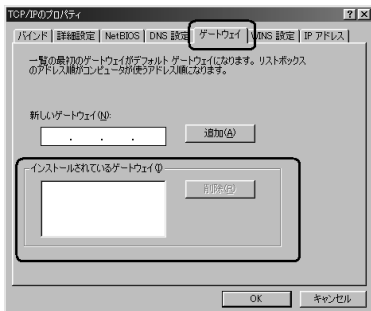 TCP/IPのプロパティ
バインド 詳細設定 NetBIOS DNS 設定 ゲートウェイ WINS 設定 IP アドレス
一覧の最初のゲートウェイがデフォルト ゲートウェイになります。リストボックス
のアドレス順がコンピュータが使うアドレス順になります。
新しいゲートウェイ(N):
. . .
追加(A)
インストールされているゲートウェイ(I)
削除(R)
OK キャンセル